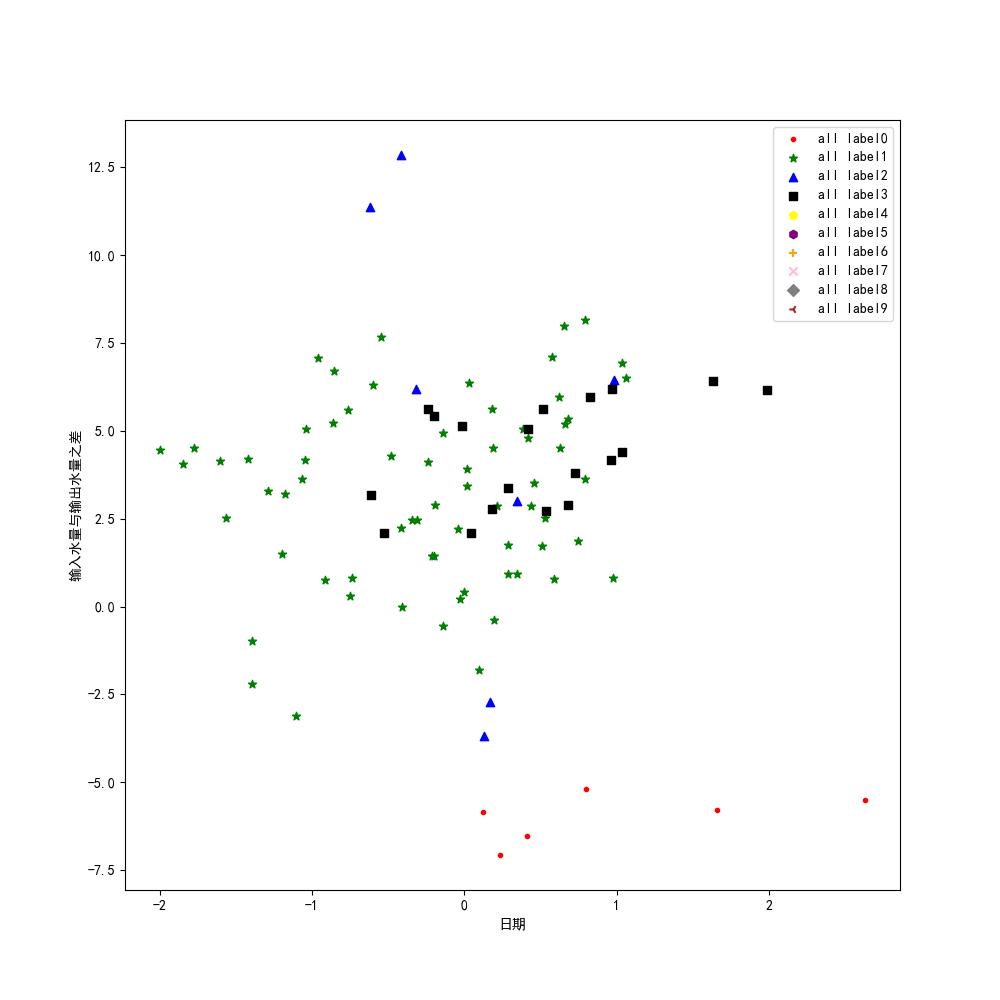 all label0
all label1
all label2
all label3
all label4
all label5
all label6
all label7
all label8
all label9
12.5
10.0
7.5
5.0
2.5
0.0
−2.5
−5.0
−7.5
输入水量与输出水量之差
−2 −1 0 1 2
日期